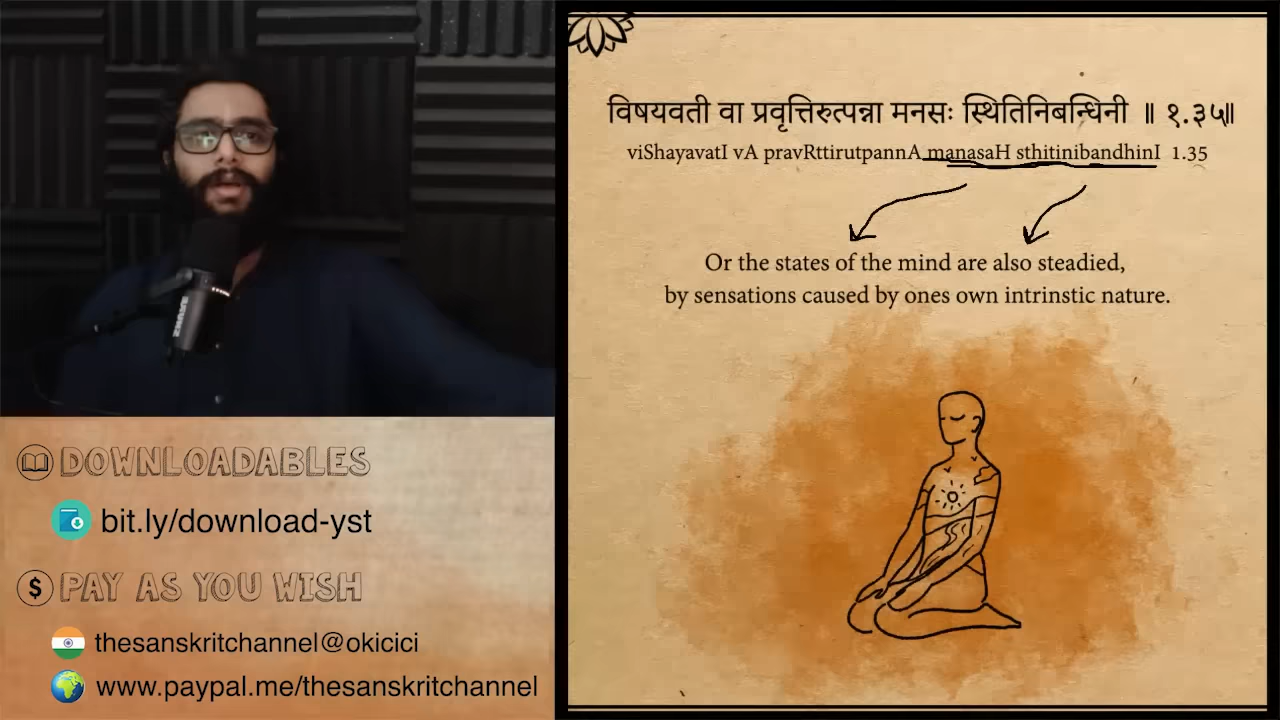 DOWNLOADABLES
bit.ly/download-yst
$ PAY AS YOU WISH
thesanskritchannel@okicici
www.paypal.me/thesanskritchannel
विषयवती वा प्रवृत्तिरुत्पन्ना मनसः स्थितिनिबन्धिनी ॥ १.३५॥
viShayavatI vA pravRttirutpannA manasaH sthitinibandhinI 1.35
Or the states of the mind are also steadied,
by sensations caused by ones own intrinstic nature.